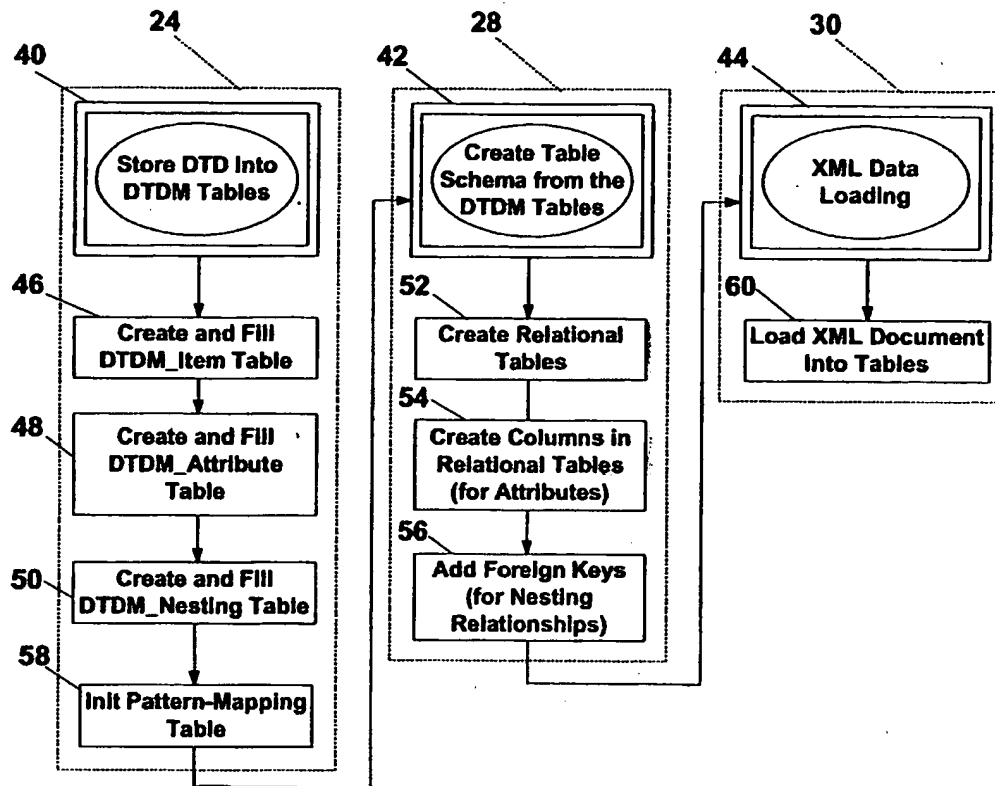 24
40
Store DTD Into
DTDM Tables
46
Create and Fill
DTDM_Item Table
48
Create and Fill
DTDM_Attribute
Table
50
Create and Fill
DTDM_Nesting Table
58
Init Pattern-Mapping
Table
28
42
Create Table
Schema from the
DTDM Tables
52
Create Relational
Tables
54
Create Columns in
Relational Tables
(for Attributes)
56
Add Foreign Keys
(for Nesting
Relationships)
30
44
XML Data
Loading
60
Load XML Document
Into Tables